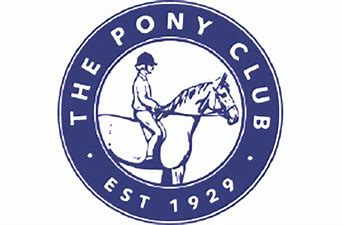 THE PONY CLUB
EST 1929